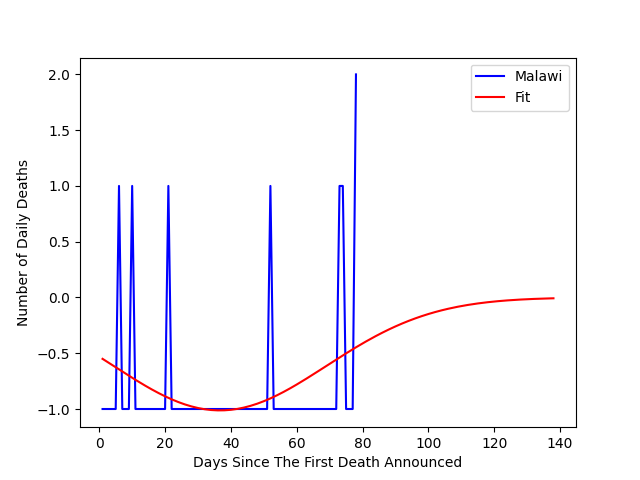 Malawi
Fit
Number of Daily Deaths
2.0
1.5
1.0
0.5
0.0
−0.5
−1.0
0 20 40 60 80 100 120 140
Days Since The First Death Announced